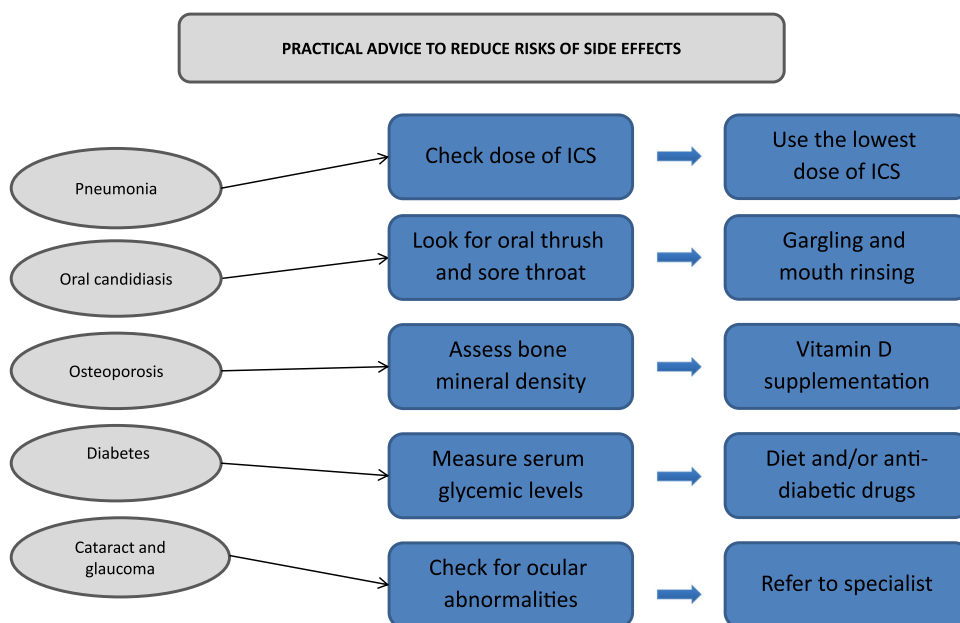 PRACTICAL ADVICE TO REDUCE RISKS OF SIDE EFFECTS
Pneumonia
Check dose of ICS
Use the lowest
dose of ICS
Oral candidiasis
Look for oral thrush
and sore throat
Gargling and
mouth rinsing
Osteoporosis
Assess bone
mineral density
Vitamin D
supplementation
Diabetes
Measure serum
glycemic levels
Diet and/or anti-
diabetic drugs
Cataract and
glaucoma
Check for ocular
abnormalities
Refer to specialist